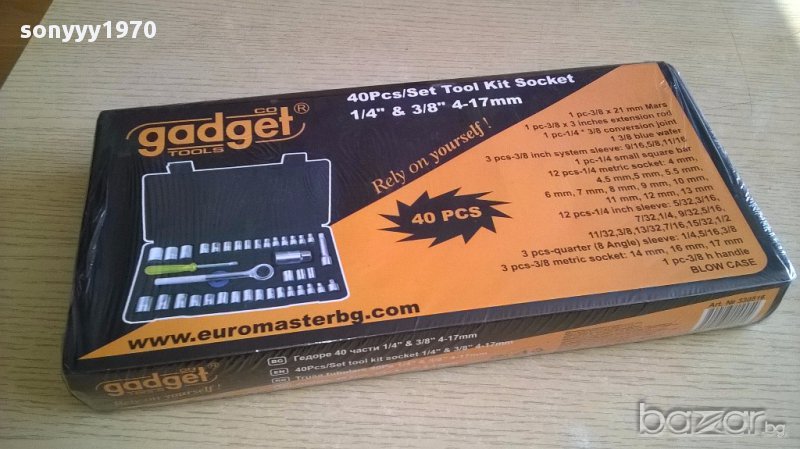 sonyyy1970
co
gadget®
TOOLS
40Pcs/Set Tool Kit Socket
1/4" & 3/8" 4-17mm
Rely on yourself !
40 PCS
1 pc-3/8 x 21 mm Mars
1 pc-3/8 x 3 inches extension rod
1 pc-1/4 * 3/8 conversion joint
1 3/8 blue water
3 pcs-3/8 inch system sleeve: 9/16,5/8,11/16
1 pc-1/4 small square bar
12 pcs-1/4 metric socket: 4 mm,
4.5 mm,5 mm, 5.5 mm,
6 mm, 7 mm, 8 mm, 9 mm, 10 mm,
11 mm, 12 mm, 13 mm
12 pcs-1/4 inch sleeve: 5/32,3/16,
7/32,1/4, 9/32,5/16,
11/32,3/8,13/32,7/16,15/32,1/2
3 pcs-quarter (8 Angle) sleeve: 1/4,5/16,3/8
3 pcs-3/8 metric socket: 14 mm, 15 mm, 17 mm
1 pc-3/8 h handle
BLOW CASE
www.euromasterbg.com
Art. №
BG Гедоре 40 части 1/4" & 3/8" 4-17mm
EN 40Pcs/Set tool kit socket 1/4" & 3/8" 4-17mm
gadget
yourself !
bazar.bg